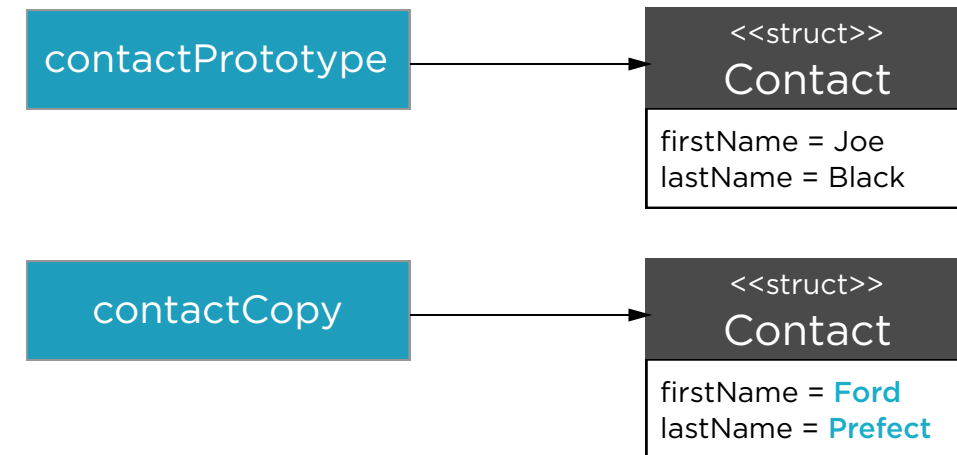 contactPrototype
<<struct>>
Contact
firstName = Joe
lastName = Black
contactCopy
<<struct>>
Contact
firstName = Ford
lastName = Prefect